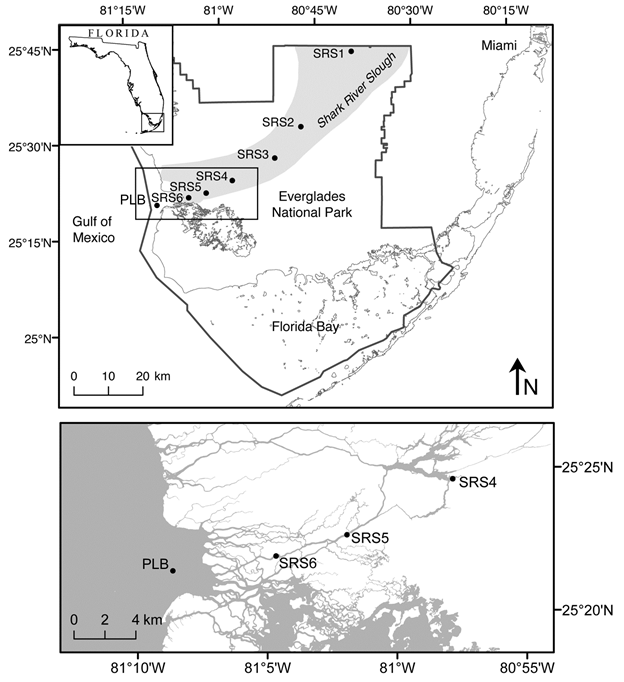 81°15'W 81°W 80°45'W 80°30'W 80°15'W
25°45'N
25°30'N
25°15'N
25°N
FLORIDA
Miami
SRS1
Shark River Slough
SRS2
SRS3
SRS4
SRS5
PLB SRS6
Everglades
National Park
Gulf of
Mexico
Florida Bay
0 10 20 km
N
SRS4
SRS5
SRS6
PLB
0 2 4 km
25°25'N
25°20'N
81°10'W 81°5'W 81°W 80°55'W